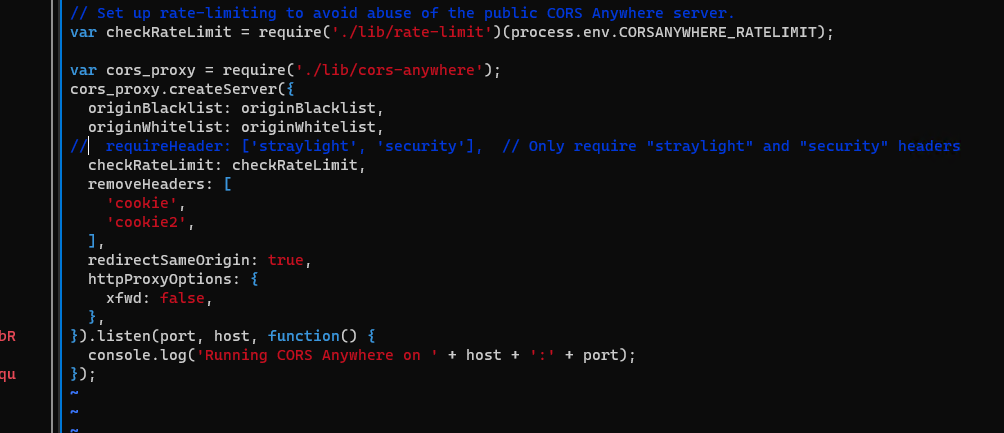 // Set up rate-limiting to avoid abuse of the public CORS Anywhere server.
var checkRateLimit = require('./lib/rate-limit')(process.env.CORSANYWHERE_RATELIMIT);

var cors_proxy = require('./lib/cors-anywhere');
cors_proxy.createServer({
  originBlacklist: originBlacklist,
  originWhitelist: originWhitelist,
//  requireHeader: ['straylight', 'security'],  // Only require "straylight" and "security" headers
  checkRateLimit: checkRateLimit,
  removeHeaders: [
    'cookie',
    'cookie2',
  ],
  redirectSameOrigin: true,
  httpProxyOptions: {
    xfwd: false,
  },
bR
}).listen(port, host, function() {
  console.log('Running CORS Anywhere on ' + host + ':' + port);
qu
});
~
~
~